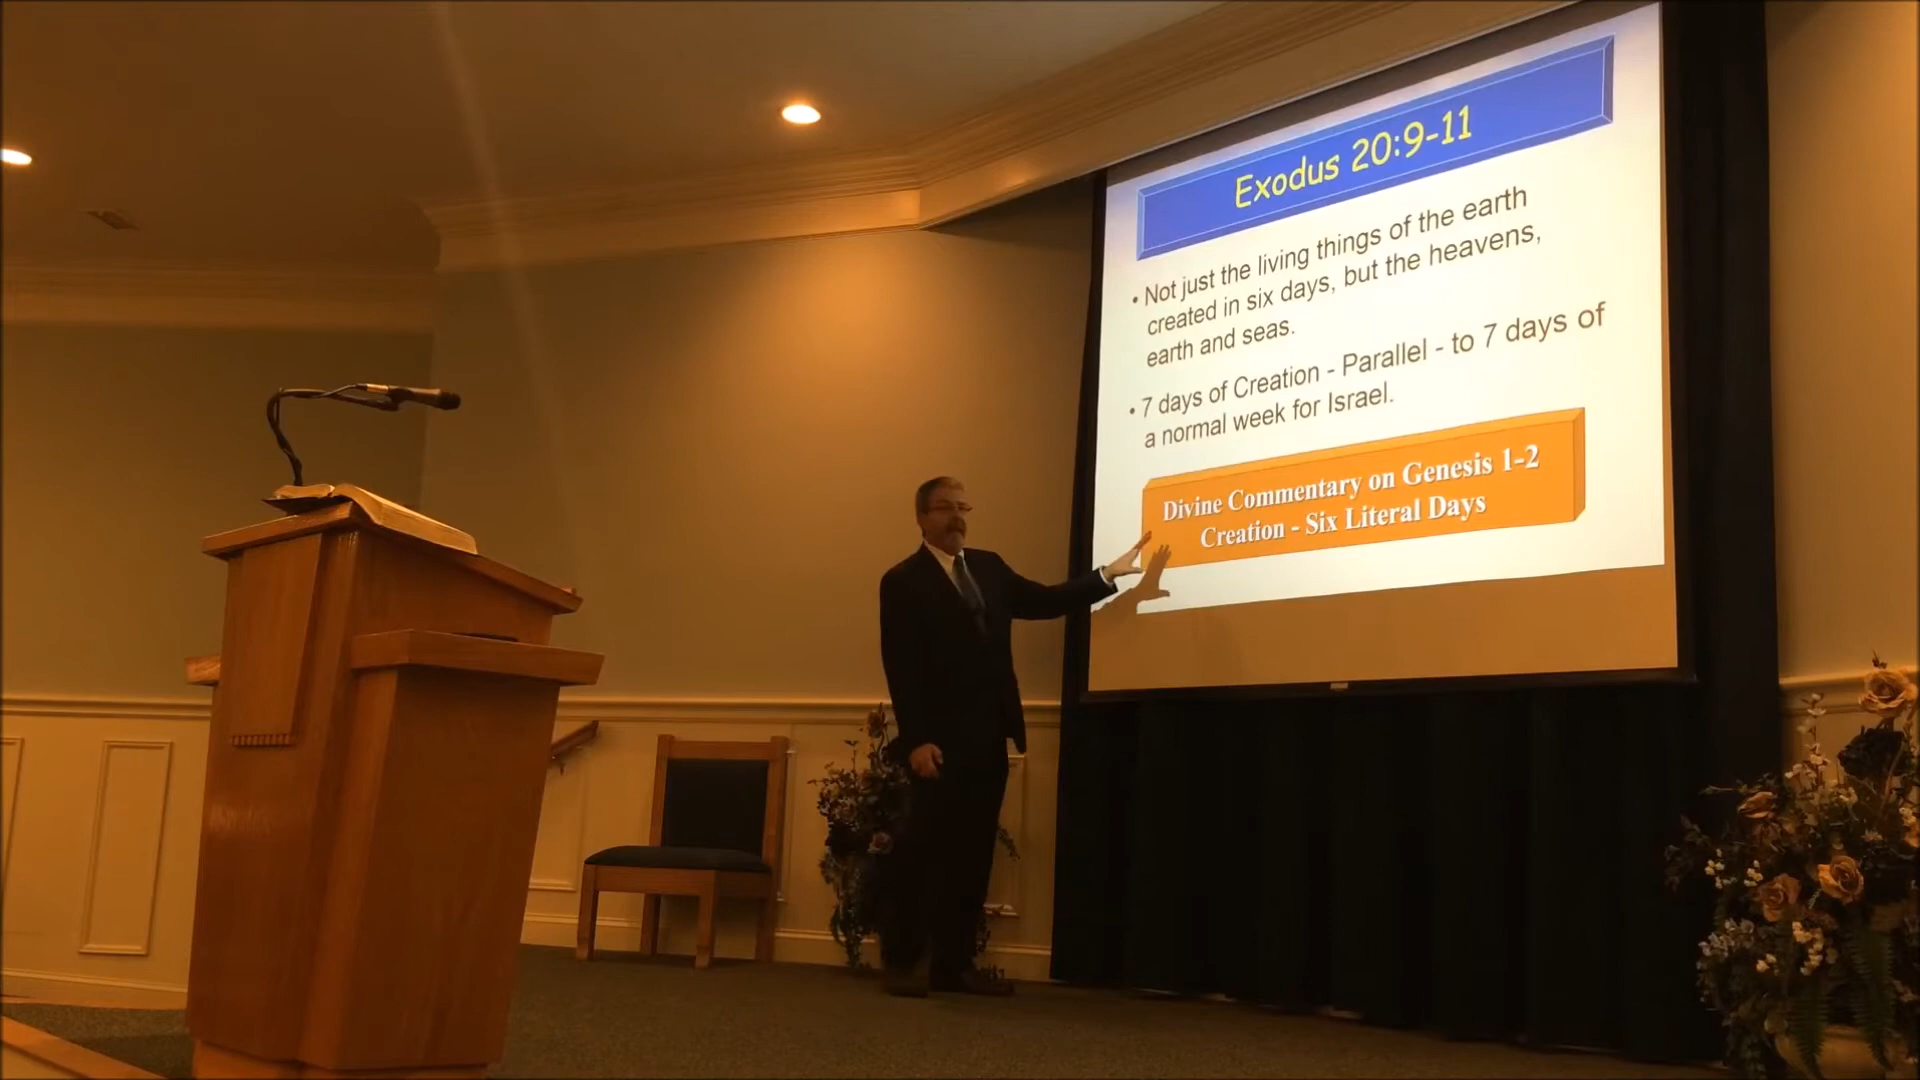 Exodus 20:9-11
• Not just the living things of the earth
created in six days, but the heavens,
earth and seas.
• 7 days of Creation - Parallel - to 7 days of
a normal week for Israel.
Divine Commentary on Genesis 1-2
Creation - Six Literal Days